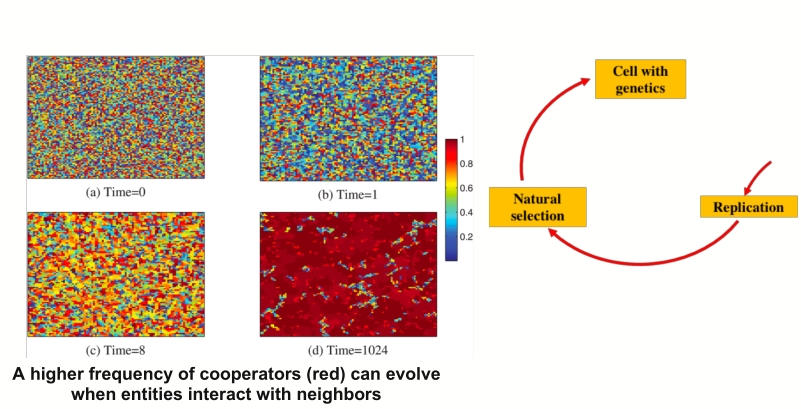 (a) Time=0
(b) Time=1
1
0.8
0.6
0.4
0.2
(c) Time=8
(d) Time=1024
A higher frequency of cooperators (red) can evolve
when entities interact with neighbors
Cell with
genetics
Natural
selection
Replication